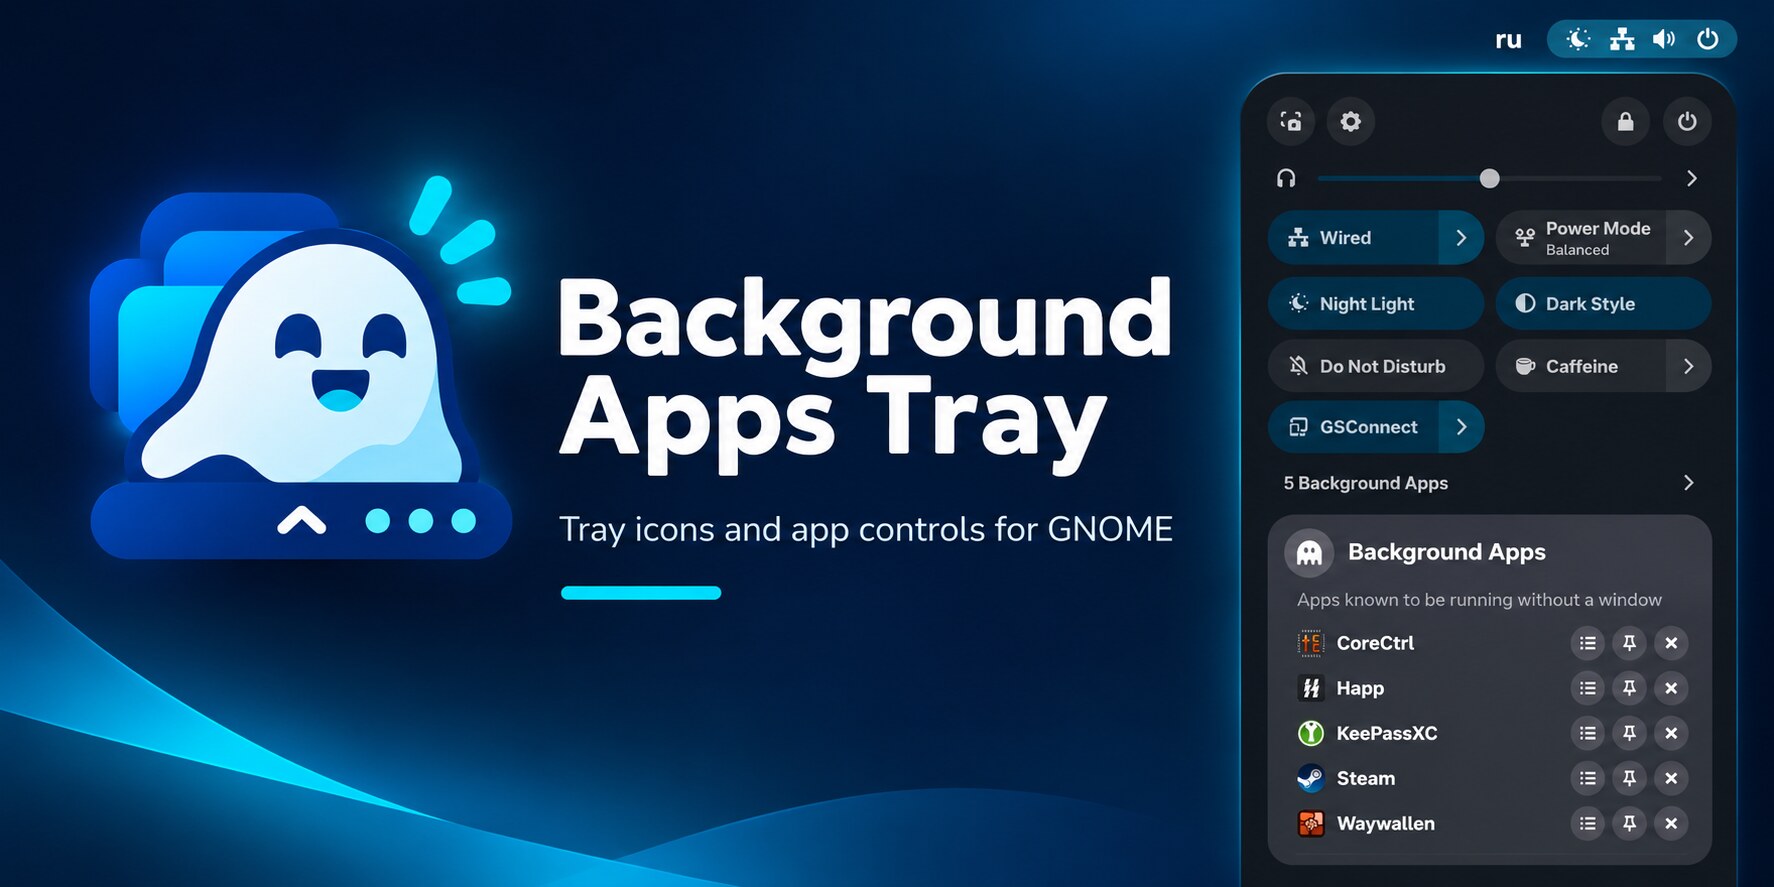 ru
Background
Apps Tray
Tray icons and app controls for GNOME
Wired
Power Mode
Balanced
Night Light
Dark Style
Do Not Disturb
Caffeine
GSConnect
5 Background Apps
Background Apps
Apps known to be running without a window
CoreCtrl
Happ
KeePassXC
Steam
Waywallen